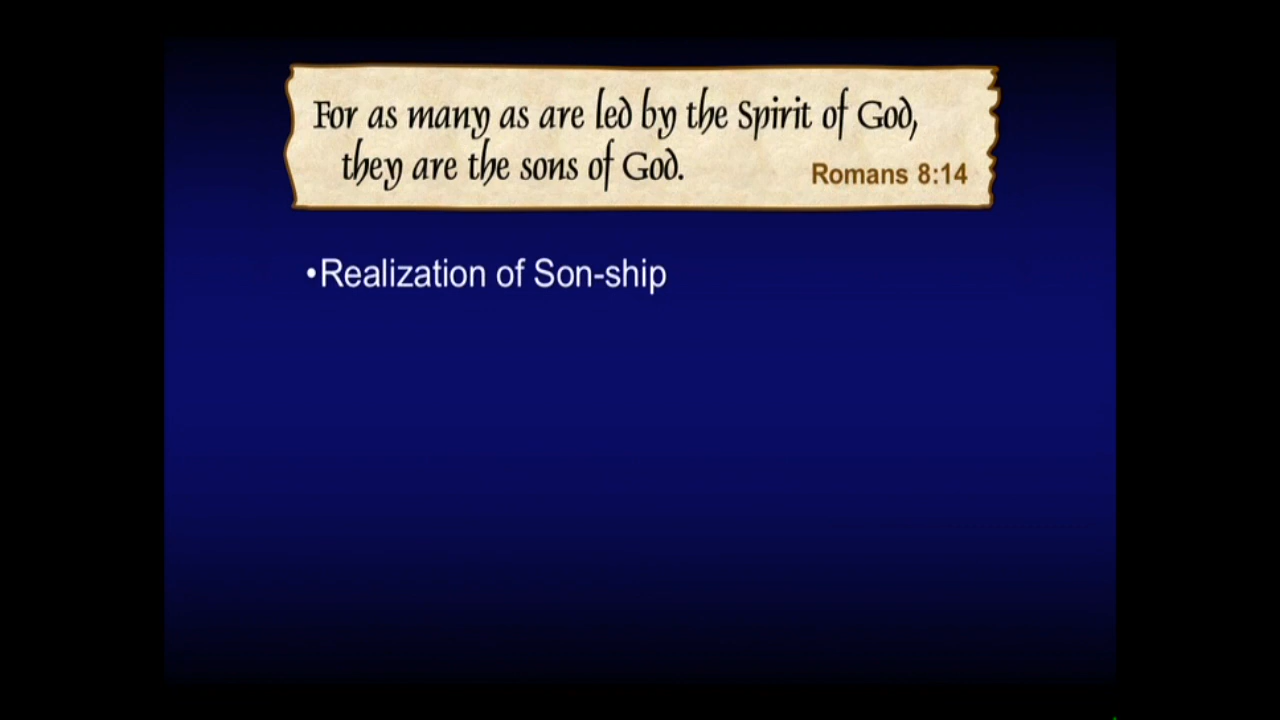 For as many as are led by the Spirit of God,
they are the sons of God.
Romans 8:14
•Realization of Son-ship